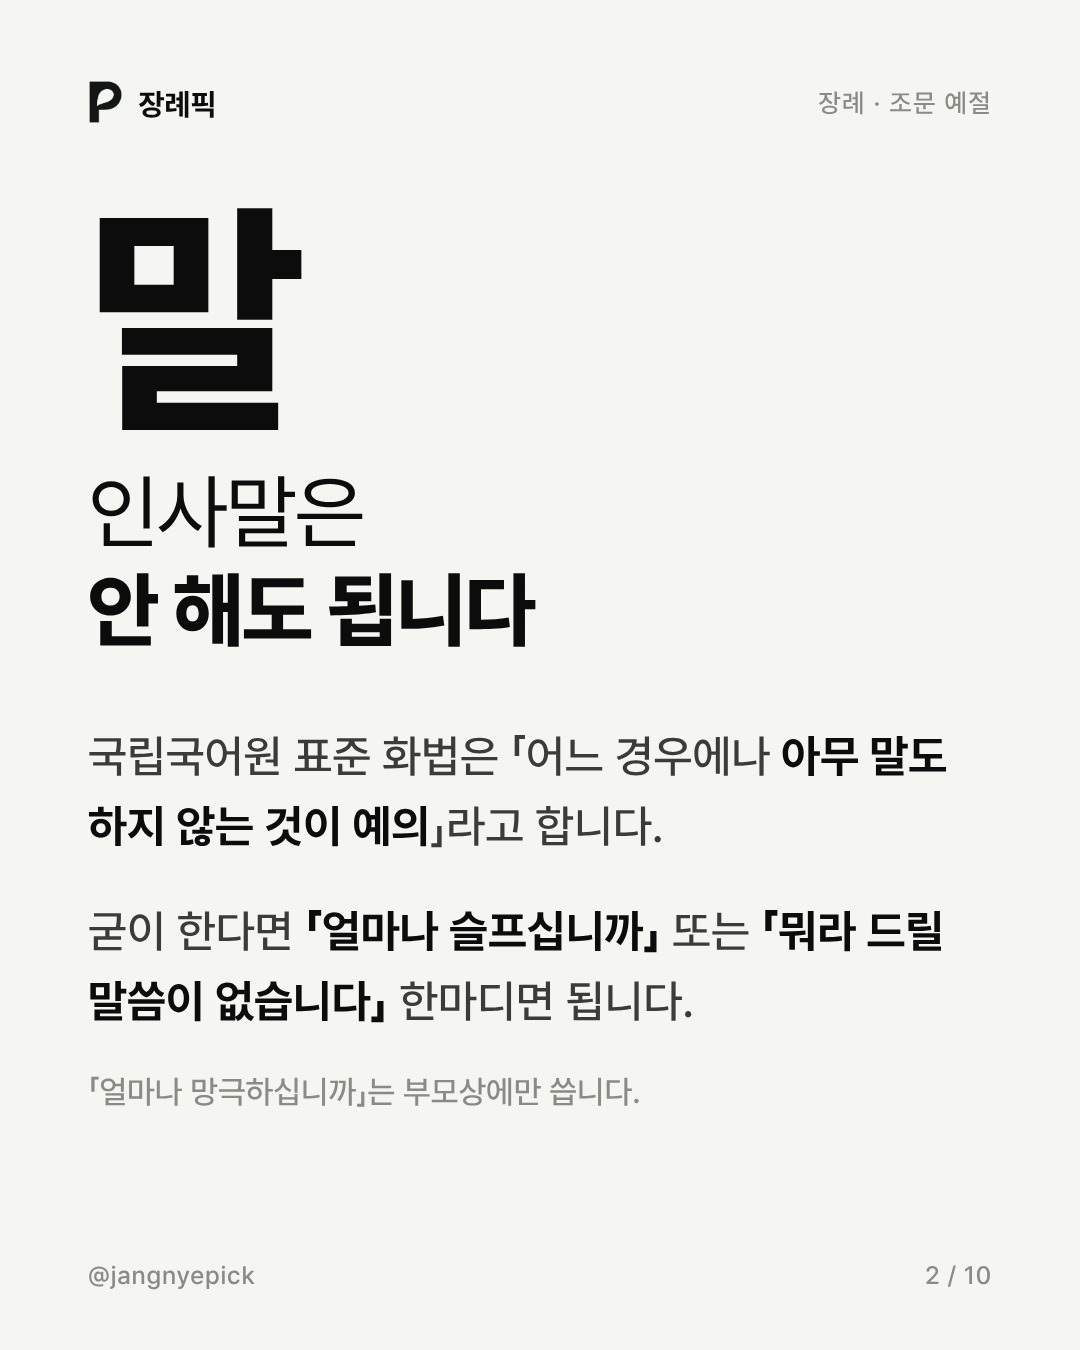 장례픽
장례 · 조문 예절
말
인사말은
안 해도 됩니다
국립국어원 표준 화법은 「어느 경우에나 아무 말도
하지 않는 것이 예의」라고 합니다.
굳이 한다면 「얼마나 슬프십니까」 또는 「뭐라 드릴
말씀이 없습니다」 한마디면 됩니다.
「얼마나 망극하십니까」는 부모상에만 씁니다.
@jangnyepick
2 / 10